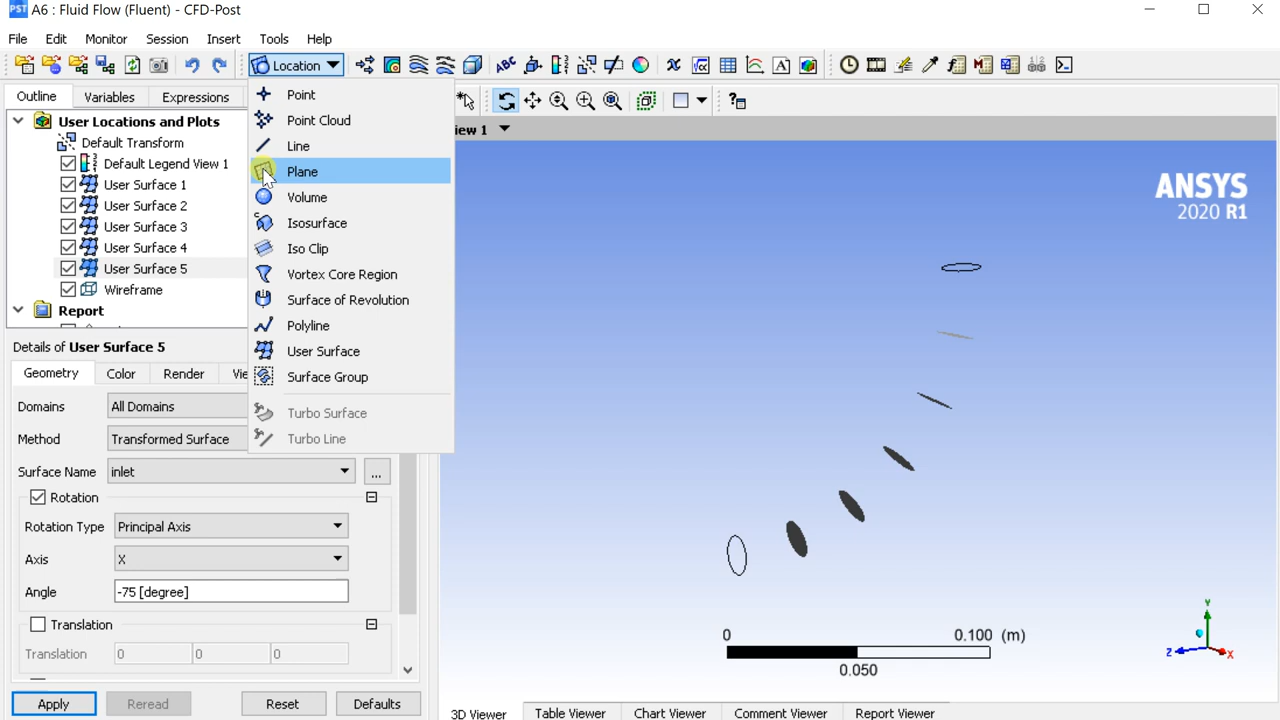 PST A6 : Fluid Flow (Fluent) - CFD-Post
File Edit Monitor Session Insert Tools Help
Location
Outline Variables Expressions
User Locations and Plots
Default Transform
Default Legend View 1
User Surface 1
User Surface 2
User Surface 3
User Surface 4
User Surface 5
Wireframe
Report
Point
Point Cloud
Line
Plane
Volume
Isosurface
Iso Clip
Vortex Core Region
Surface of Revolution
Polyline
User Surface
Surface Group
Turbo Surface
Turbo Line
Details of User Surface 5
Geometry Color Render Vie
Domains All Domains
Method Transformed Surface
Surface Name inlet ...
Rotation
Rotation Type Principal Axis
Axis X
Angle -75 [degree]
Translation
Translation 0 0 0
Apply Reread Reset Defaults
iew 1
ANSYS
2020 R1
0 0.100 (m)
0.050
Y
Z X
3D Viewer Table Viewer Chart Viewer Comment Viewer Report Viewer